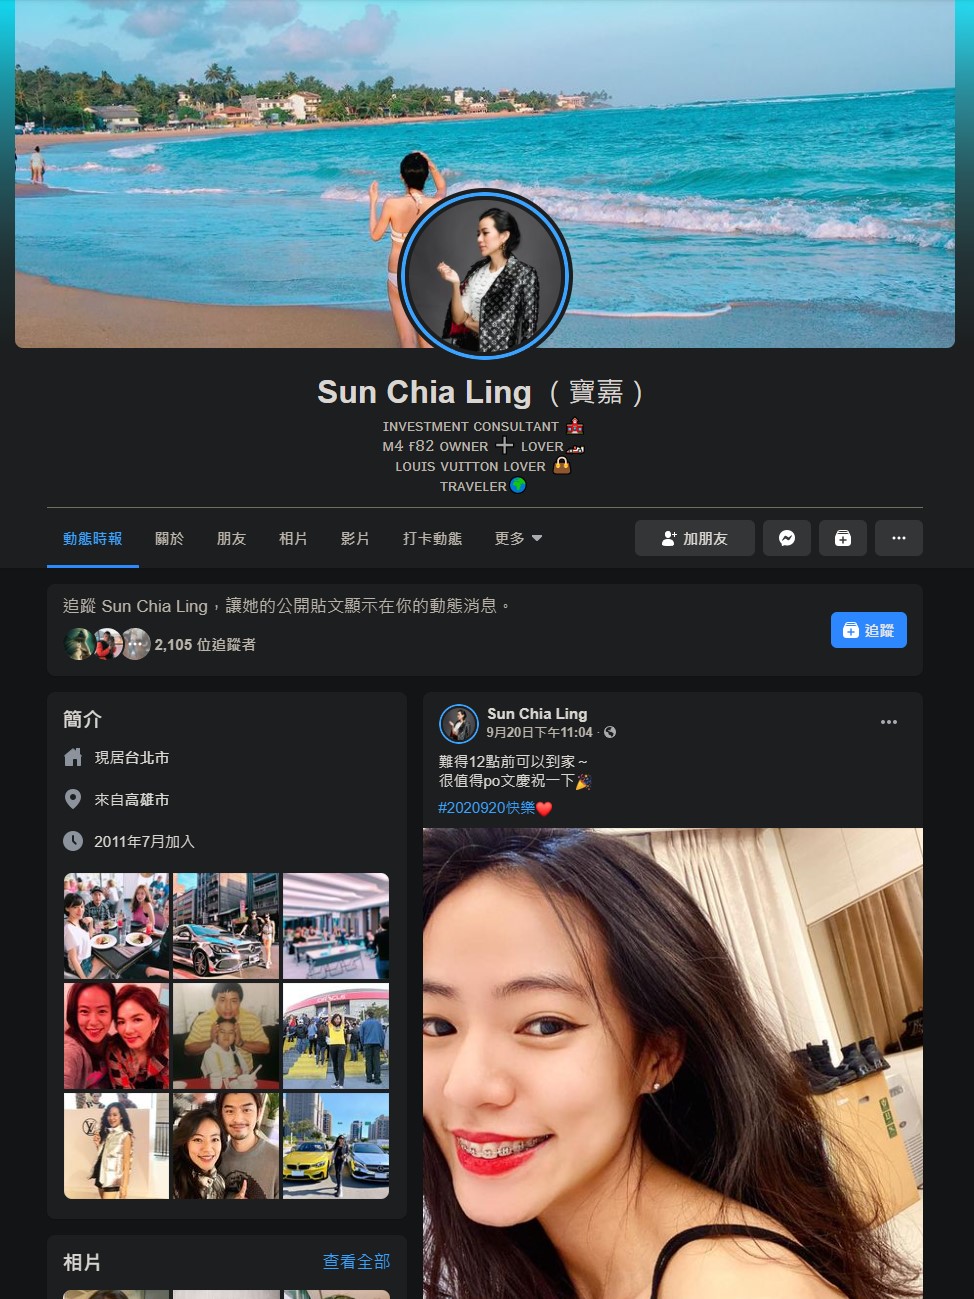 Sun Chia Ling （寶嘉）
INVESTMENT CONSULTANT
M4 F82 OWNER ➕ LOVER
LOUIS VUITTON LOVER
TRAVELER
動態時報 關於 朋友 相片 影片 打卡動態 更多
加朋友
追蹤 Sun Chia Ling，讓她的公開貼文顯示在你的動態消息。
2,105 位追蹤者
追蹤
簡介
現居台北市
來自高雄市
2011年7月加入
相片 查看全部
Sun Chia Ling
9月20日下午11:04 ·
難得12點前可以到家～
很值得po文慶祝一下🎉
#2020920快樂❤️